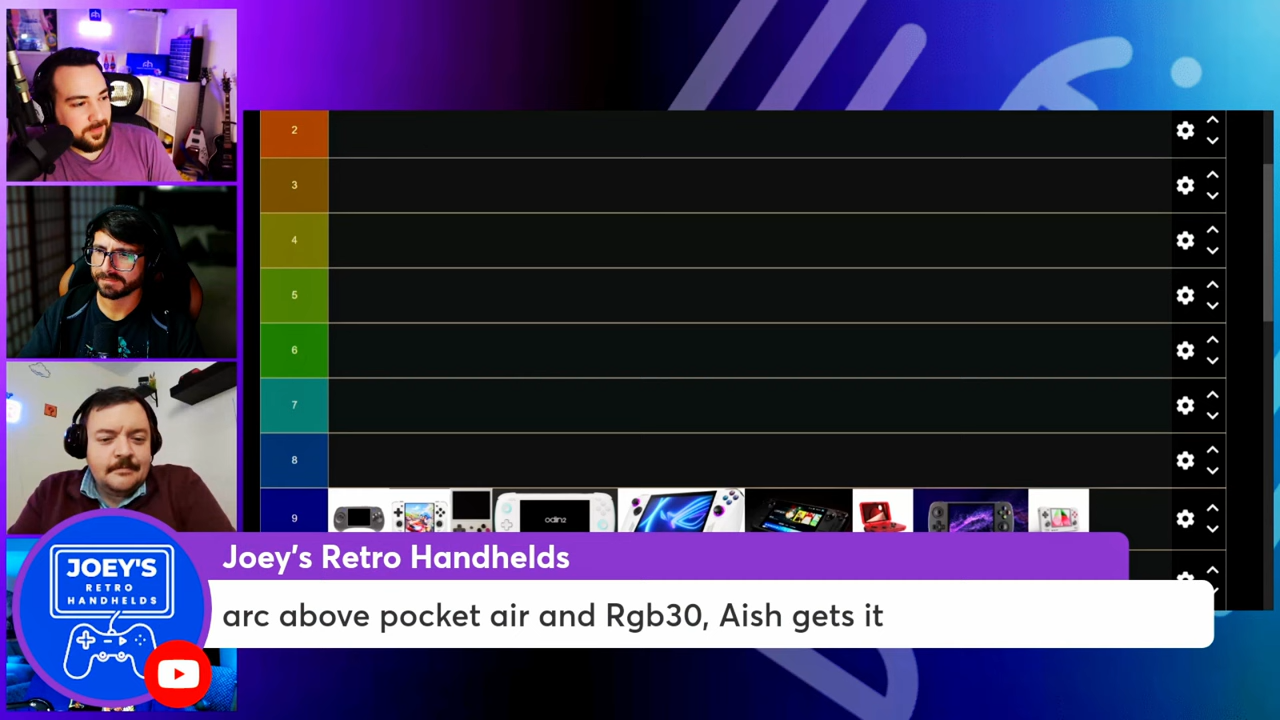 2
3
4
5
6
7
8
9
odin2
Joey's Retro Handhelds
arc above pocket air and Rgb30, Aish gets it
JOEY'S
RETRO
HANDHELDS